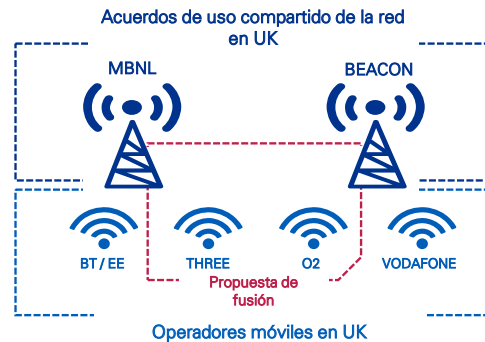 Acuerdos de uso compartido de la red
en UK
MBNL
BEACON
BT / EE
THREE
O2
VODAFONE
Propuesta de
fusión
Operadores móviles en UK